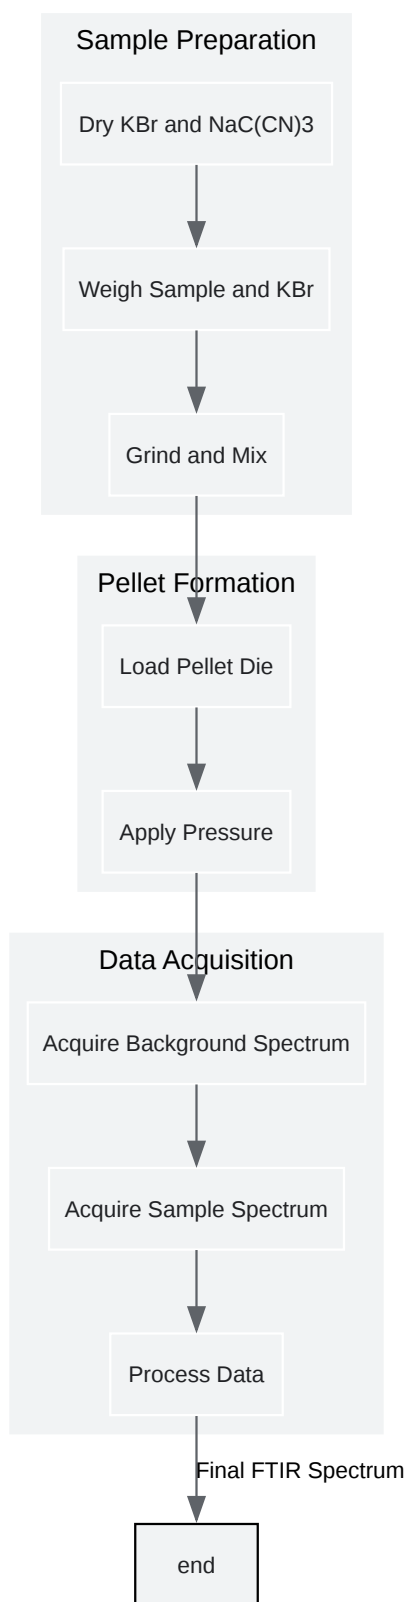 Sample Preparation
Dry KBr and NaC(CN)3
Weigh Sample and KBr
Grind and Mix
Pellet Formation
Load Pellet Die
Apply Pressure
Data Acquisition
Acquire Background Spectrum
Acquire Sample Spectrum
Process Data
Final FTIR Spectrum
end